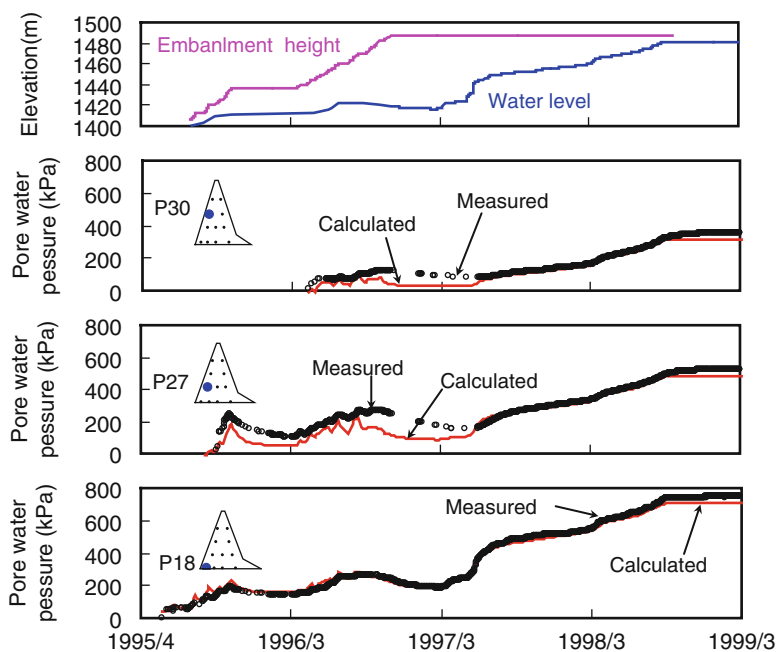 Elevation(m)
1500
1480
1460
1440
1420
1400
Embanlment height
Water level
Pore water
pessure (kPa)
800
600
400
200
0
P30
Calculated
Measured
Pore water
pessure (kPa)
800
600
400
200
0
P27
Measured
Calculated
Pore water
pessure (kPa)
800
600
400
200
0
P18
Measured
Calculated
1995/4
1996/3
1997/3
1998/3
1999/3